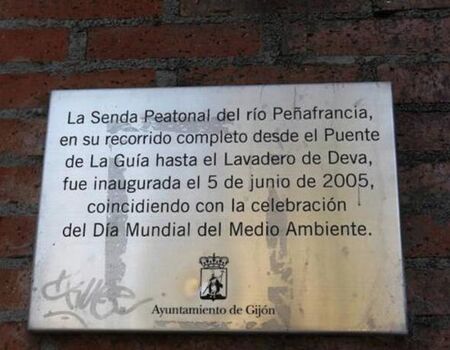 La Senda Peatonal del río Peñafrancia,
en su recorrido completo desde el Puente
de La Guía hasta el Lavadero de Deva,
fue inaugurada el 5 de junio de 2005,
coincidiendo con la celebración
del Día Mundial del Medio Ambiente.
Ayuntamiento de Gijón